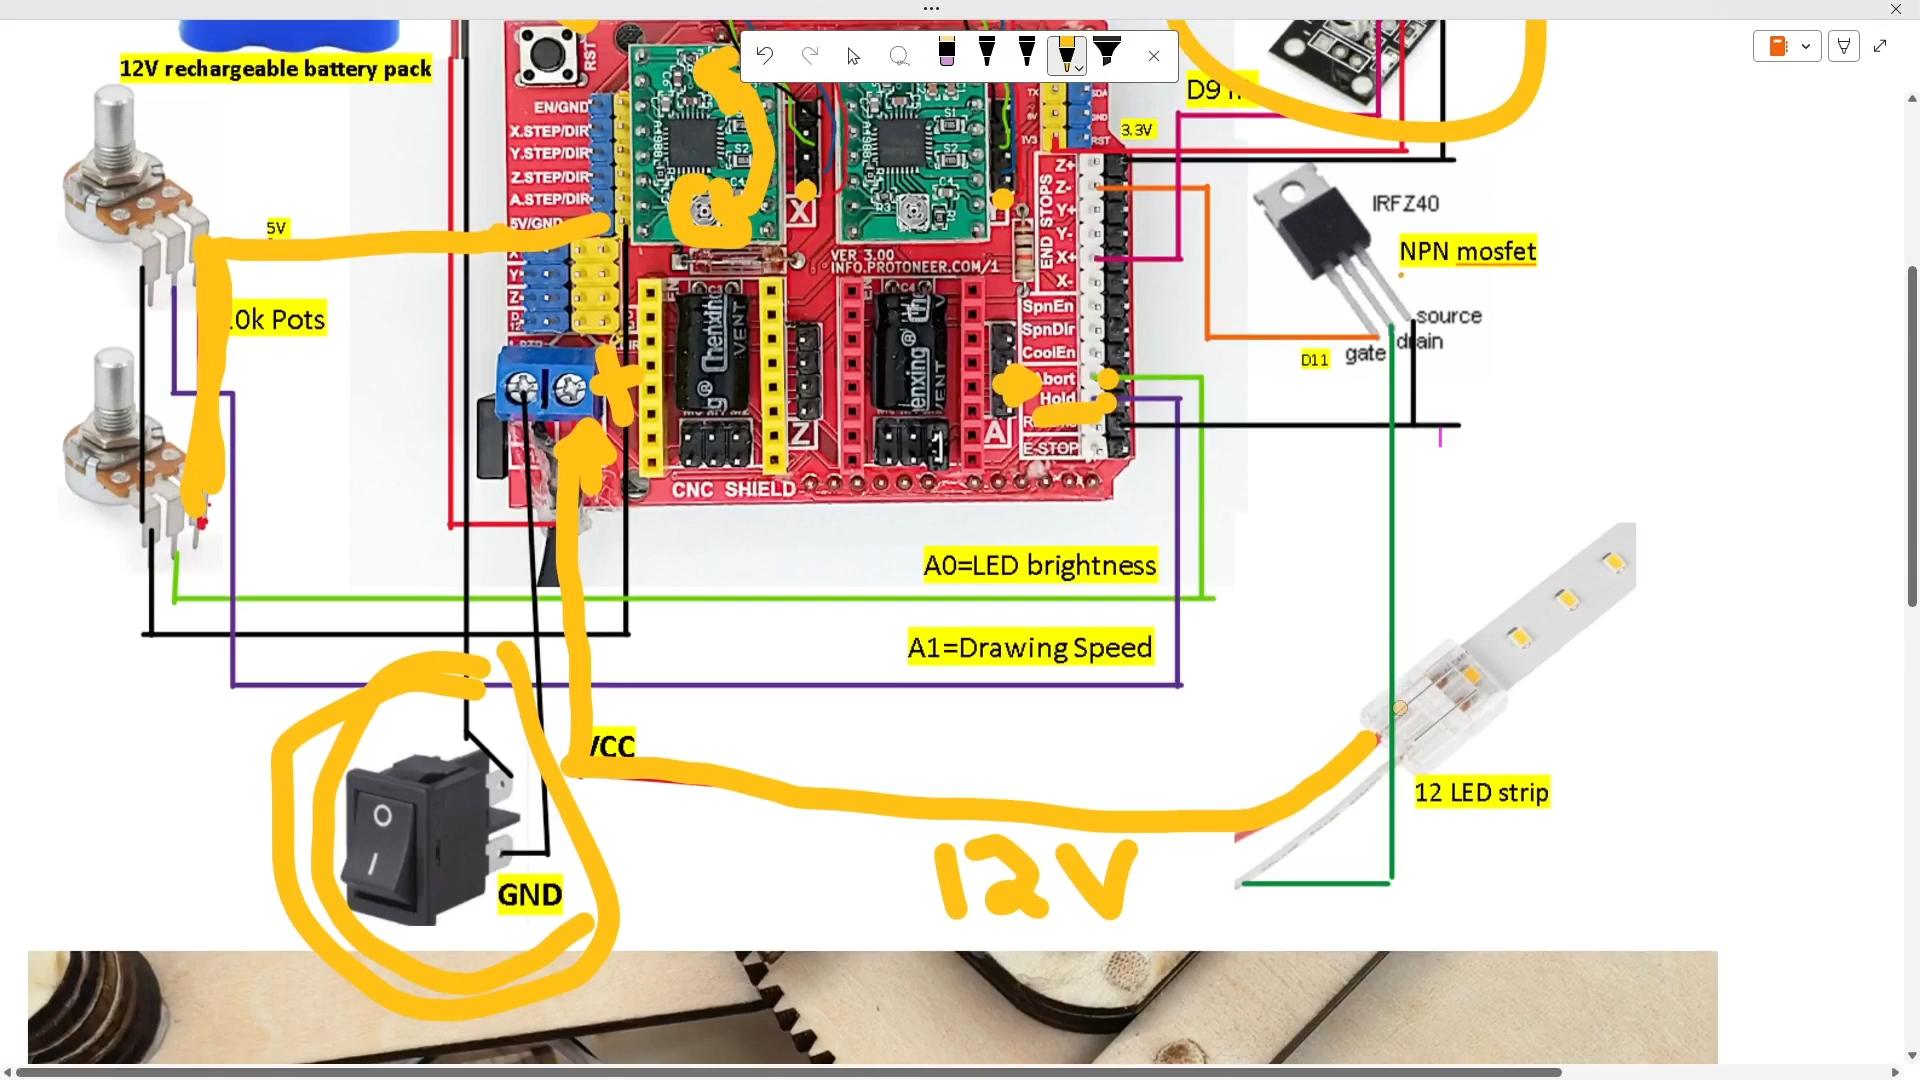 12V rechargeable battery pack
RST
EN/GND
X.STEP/DIR
Y.STEP/DIR
Z.STEP/DIR
A.STEP/DIR
5V/GND
5V
10k Pots
X
VER 3.00
INFO.PROTONEER.COM/1
END STOPS
Z+
Z-
Y+
Y-
X+
X-
SpnEn
SpnDir
CoolEn
Abort
Hold
E-STOP
Z
A
CNC SHIELD
Chenxing
VENT
3.3V
D9
IRFZ40
NPN mosfet
source
drain
gate
D11
A0=LED brightness
A1=Drawing Speed
VCC
12 LED strip
12V
GND